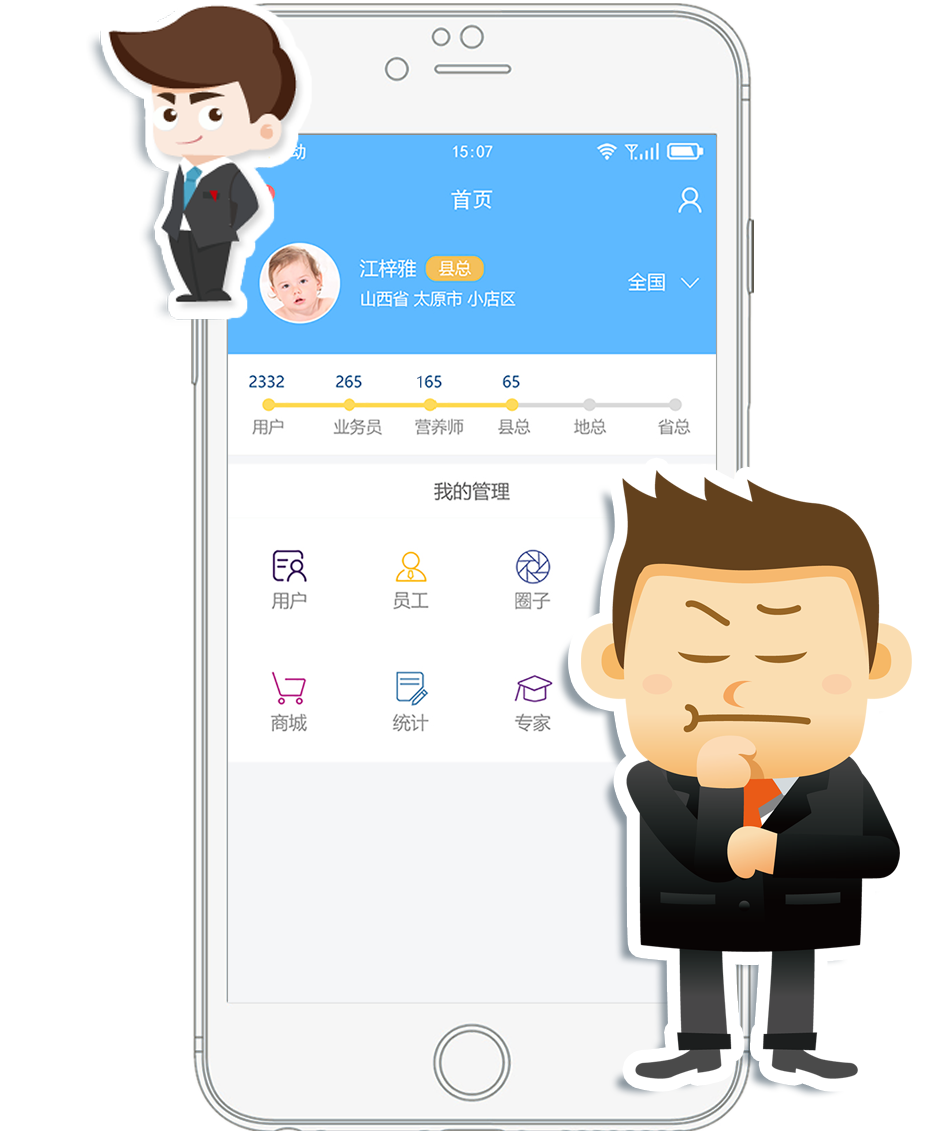 动 15:07
首页
江梓雅 县总
山西省 太原市 小店区
全国
2332 265 165 65
用户 业务员 营养师 县总 地总 省总
我的管理
用户 员工 圈子
商城 统计 专家